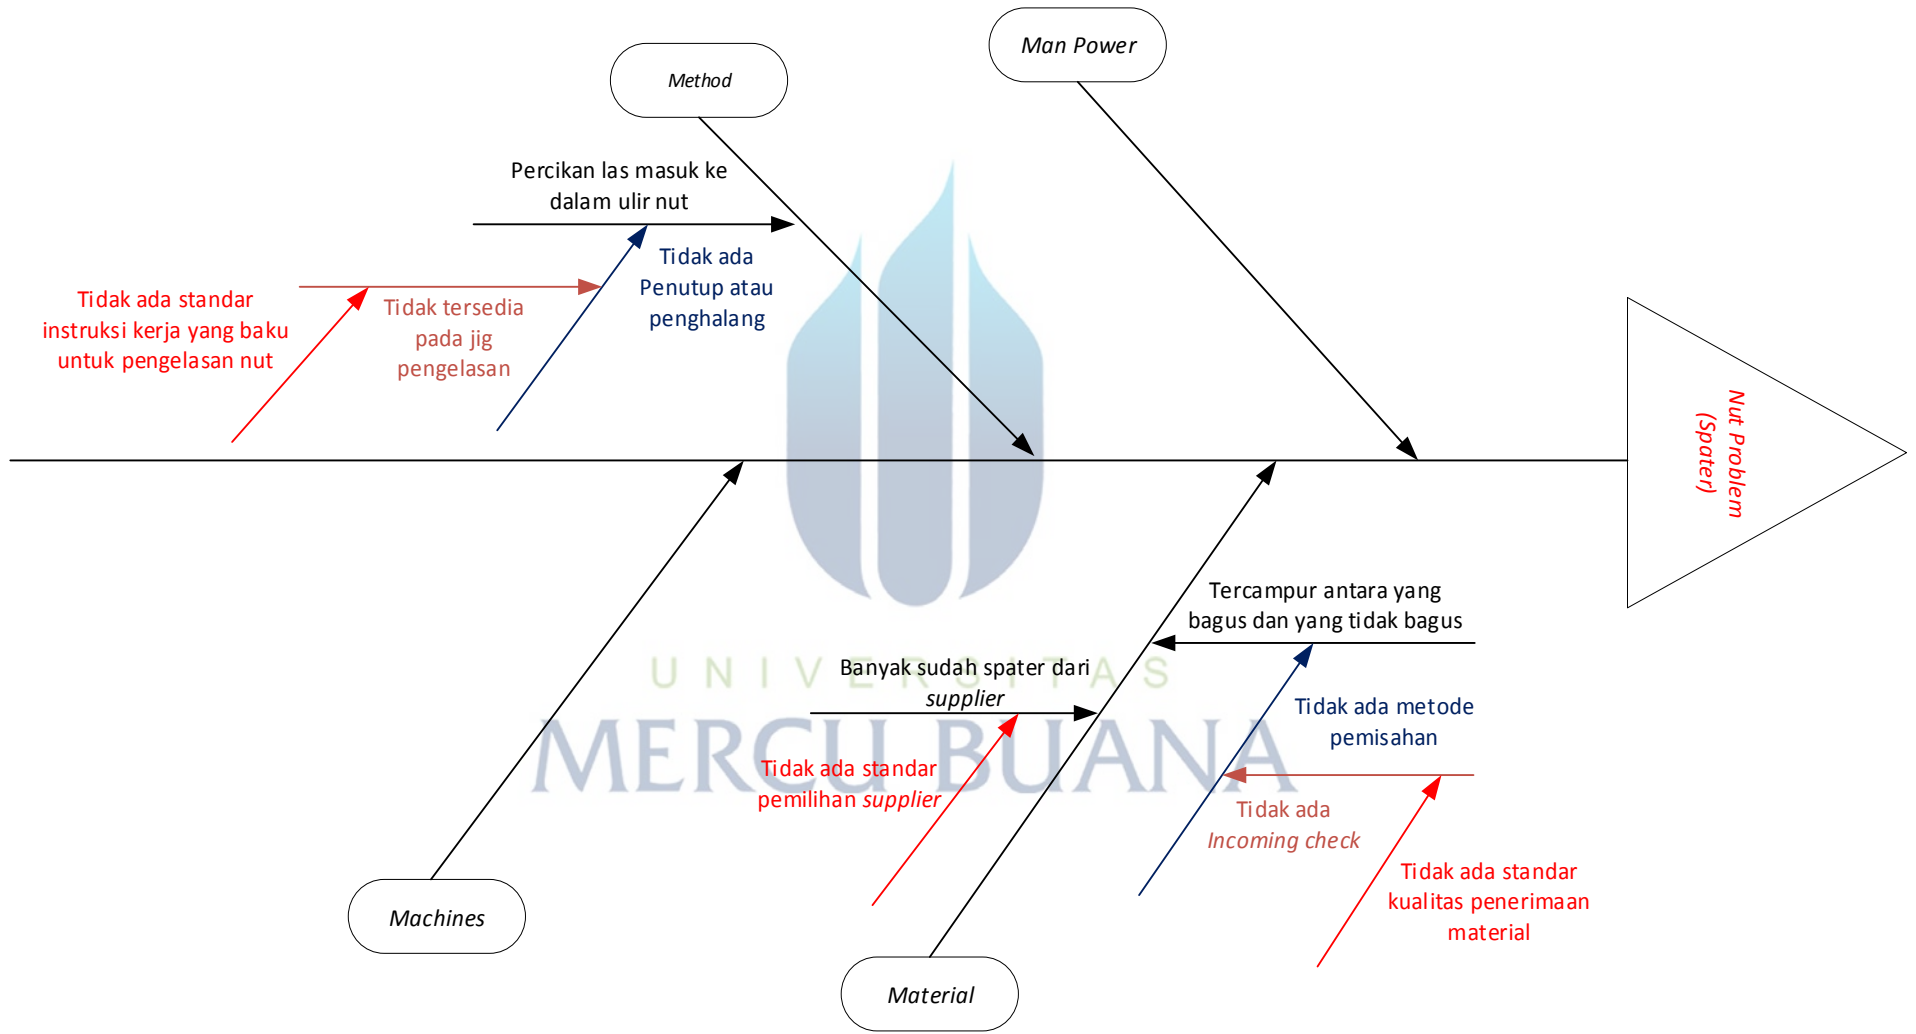 Man Power
Method
Percikan las masuk ke
dalam ulir nut
Tidak ada
Penutup atau
penghalang
Tidak tersedia
pada jig
pengelasan
Tidak ada standar
instruksi kerja yang baku
untuk pengelasan nut
Nut Problem
(Spater)
Tercampur antara yang
bagus dan yang tidak bagus
Banyak sudah spater dari
supplier
Tidak ada metode
pemisahan
Tidak ada standar
pemilihan supplier
Tidak ada
Incoming check
Tidak ada standar
kualitas penerimaan
material
Machines
Material
UNIVERSITAS
MERCU BUANA